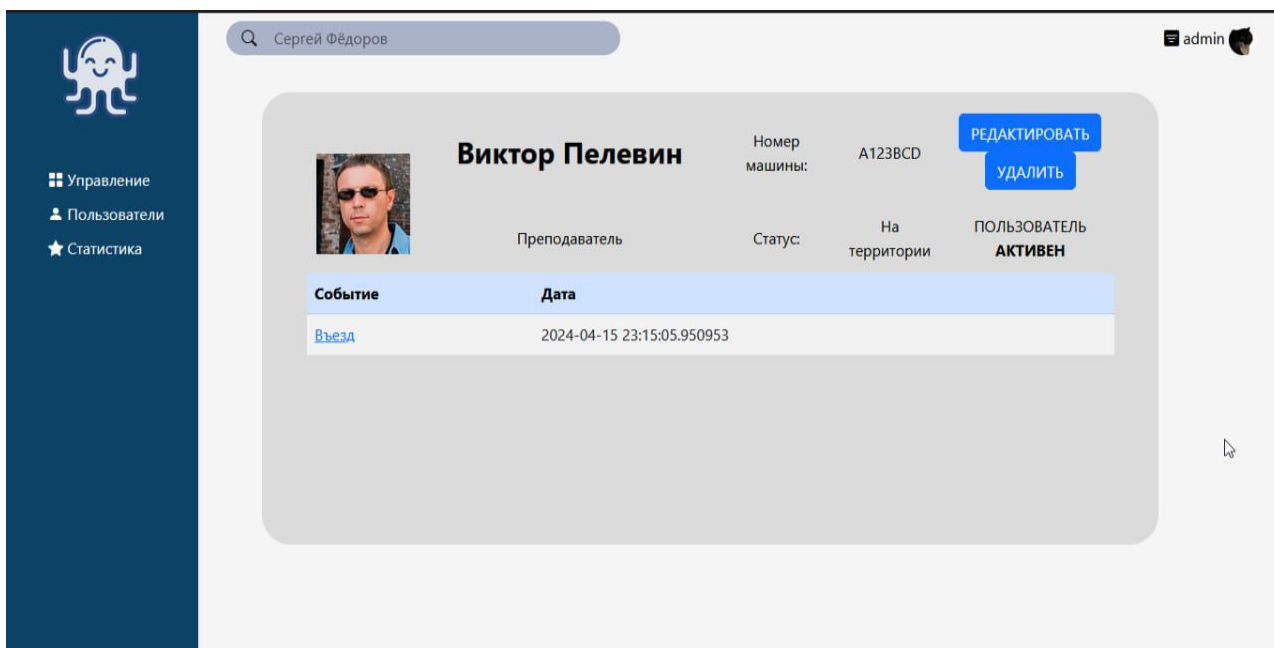 Сергей Фёдоров
admin
Управление
Пользователи
Статистика
Виктор Пелевин
Номер
машины:
A123BCD
РЕДАКТИРОВАТЬ
УДАЛИТЬ
Преподаватель
Статус:
На
территории
ПОЛЬЗОВАТЕЛЬ
АКТИВЕН
Событие Дата
Въезд 2024-04-15 23:15:05.950953